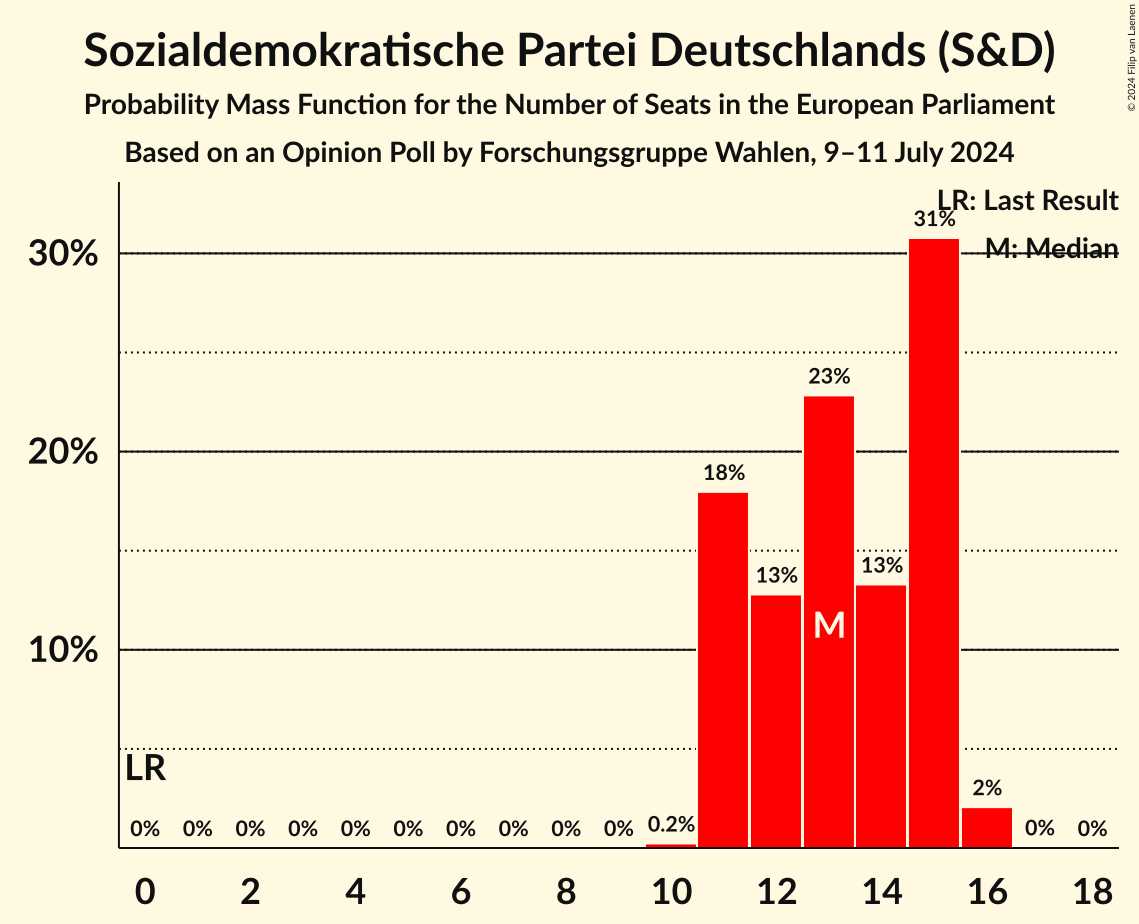 Sozialdemokratische Partei Deutschlands (S&D)
Probability Mass Function for the Number of Seats in the European Parliament
Based on an Opinion Poll by Forschungsgruppe Wahlen, 9–11 July 2024
© 2024 Filip van Laenen
LR: Last Result
M: Median
30%
20%
10%
31%
23%
18%
13%
13%
M
LR
2%
0% 0% 0% 0% 0% 0% 0% 0% 0% 0% 0.2% 0% 0%
0 2 4 6 8 10 12 14 16 18